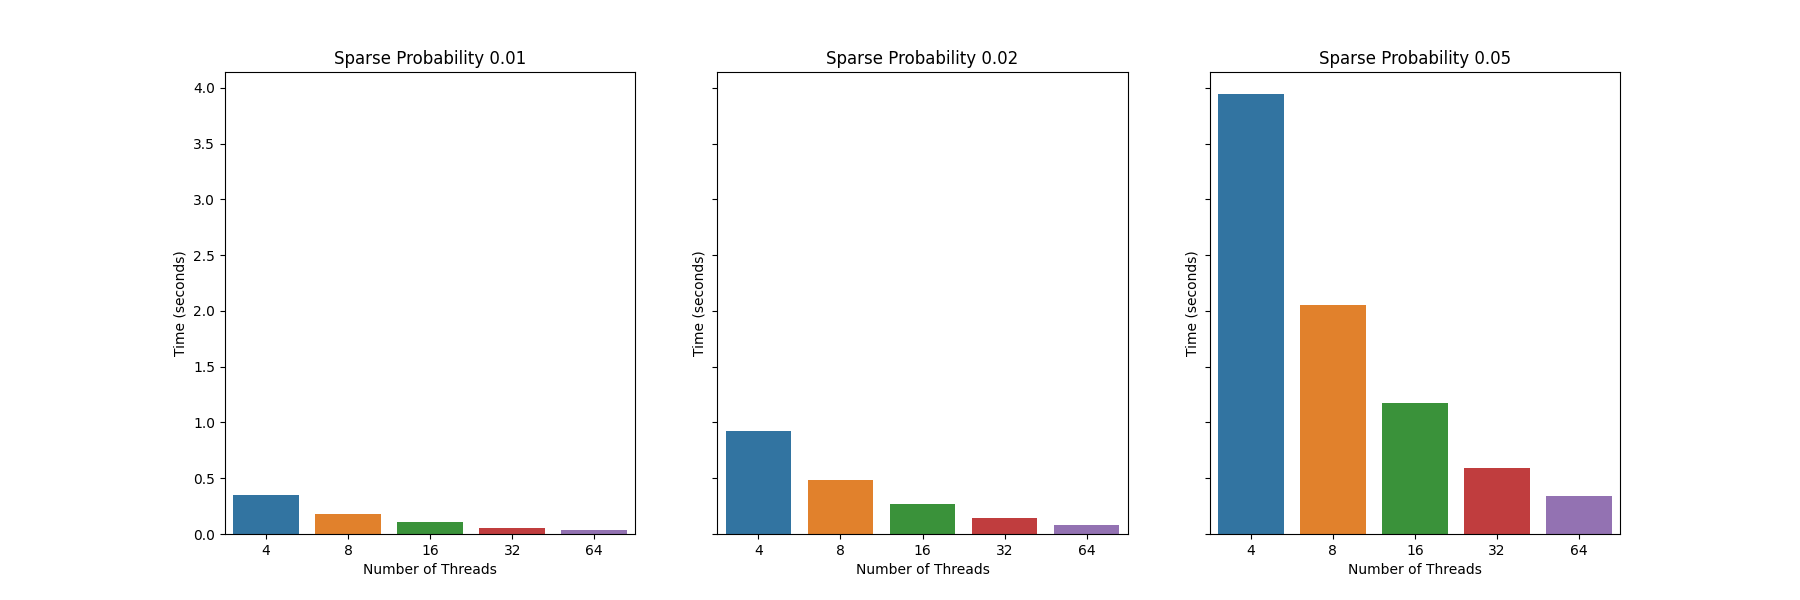 Sparse Probability 0.01
4.0
3.5
3.0
2.5
2.0
1.5
1.0
0.5
0.0
Time (seconds)
4 8 16 32 64
Number of Threads
Sparse Probability 0.02
Time (seconds)
4 8 16 32 64
Number of Threads
Sparse Probability 0.05
Time (seconds)
4 8 16 32 64
Number of Threads